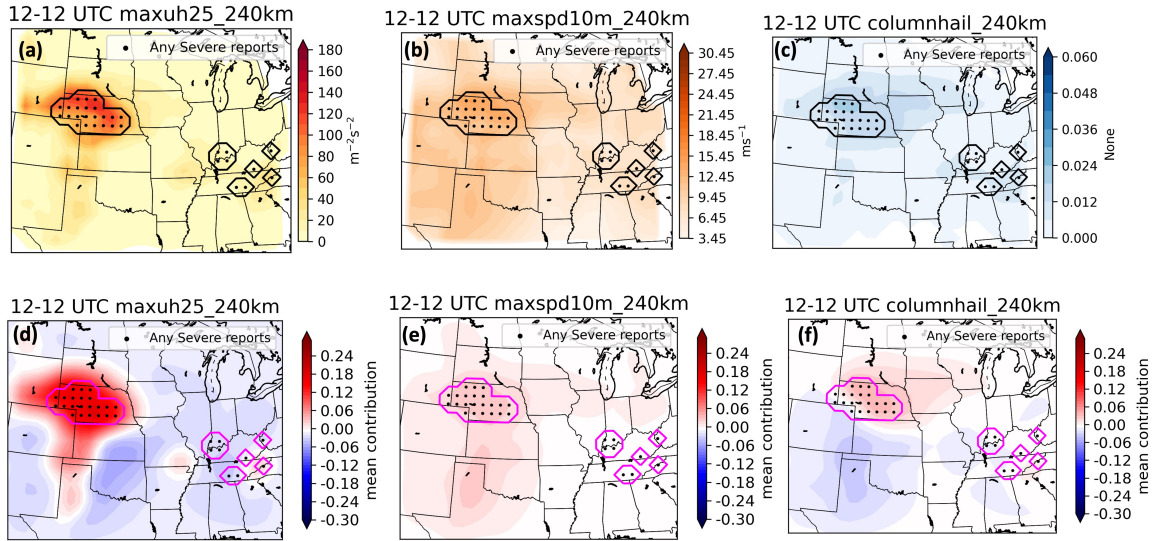 12-12 UTC maxuh25_240km
(a)
Any Severe reports
180
160
140
120
100
80
60
40
20
0
m⁻²s⁻²
12-12 UTC maxspd10m_240km
(b)
Any Severe reports
30.45
27.45
24.45
21.45
18.45
15.45
12.45
9.45
6.45
3.45
ms⁻¹
12-12 UTC columnhail_240km
(c)
Any Severe reports
0.060
0.048
0.036
0.024
0.012
0.000
None
12-12 UTC maxuh25_240km
(d)
Any Severe reports
0.24
0.18
0.12
0.06
0.00
-0.06
-0.12
-0.18
-0.24
-0.30
mean contribution
12-12 UTC maxspd10m_240km
(e)
Any Severe reports
0.24
0.18
0.12
0.06
0.00
-0.06
-0.12
-0.18
-0.24
-0.30
mean contribution
12-12 UTC columnhail_240km
(f)
Any Severe reports
0.24
0.18
0.12
0.06
0.00
-0.06
-0.12
-0.18
-0.24
-0.30
mean contribution